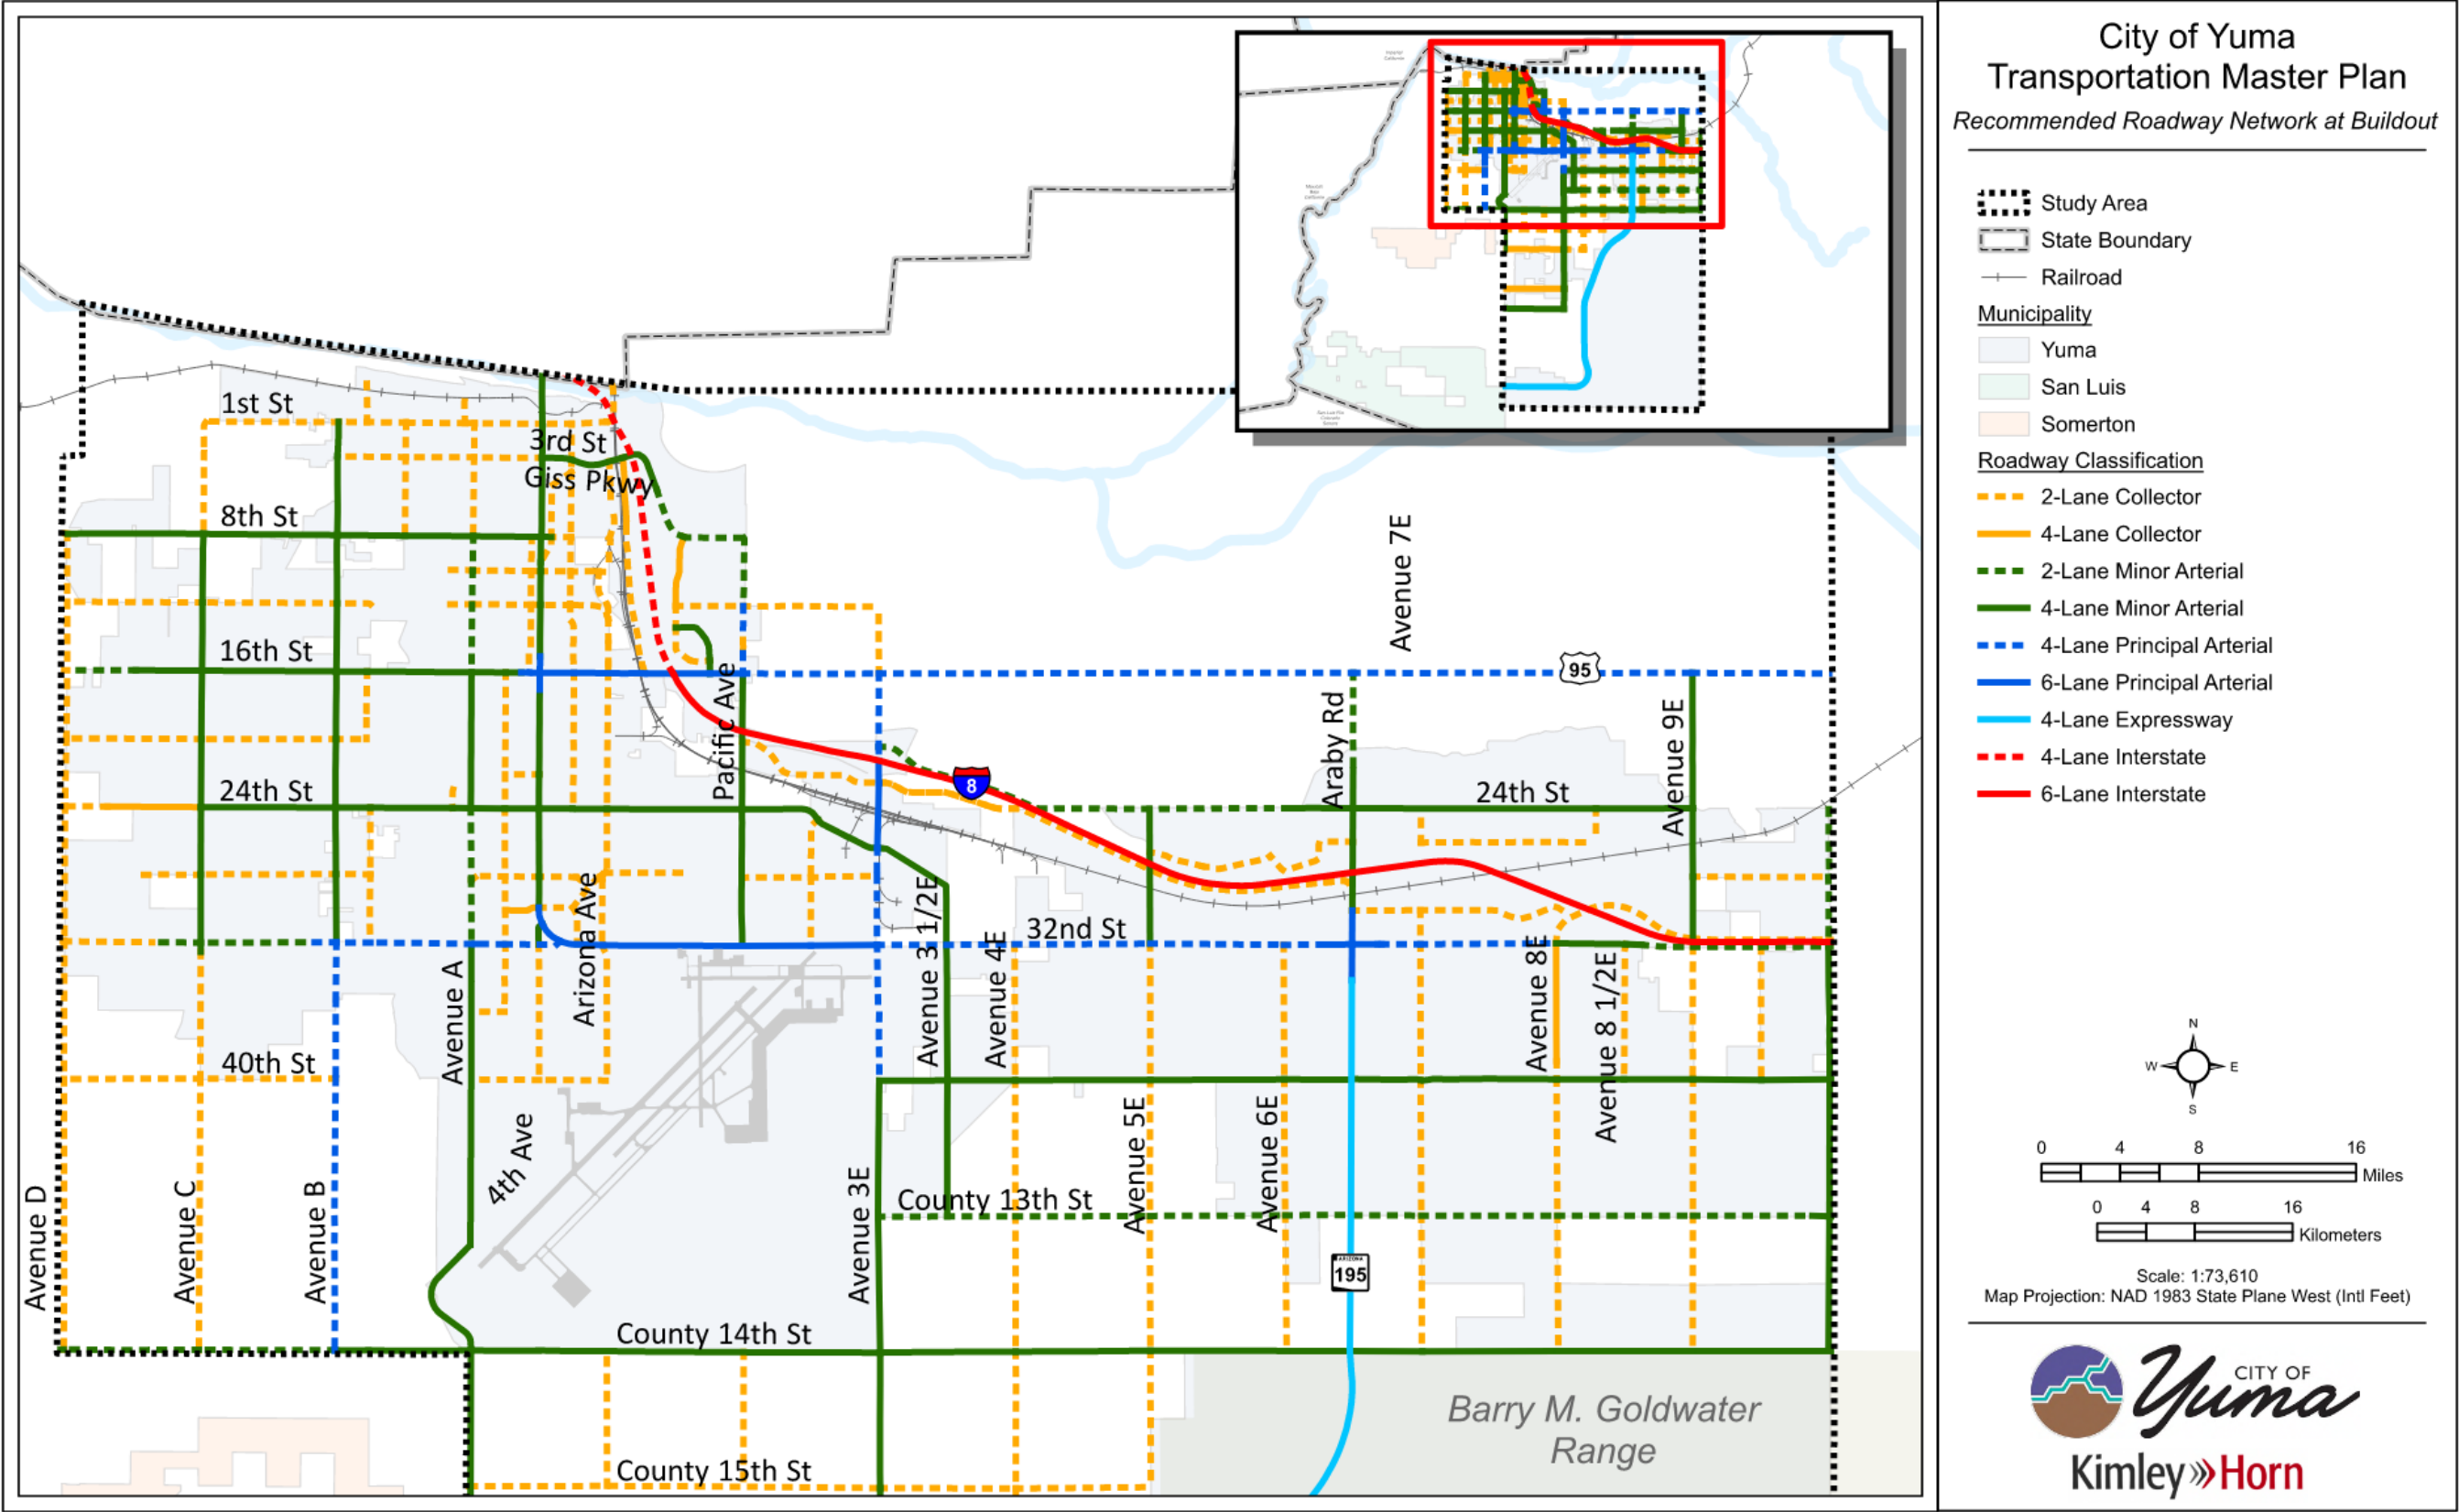 City of Yuma
Transportation Master Plan
Recommended Roadway Network at Buildout
Study Area
State Boundary
Railroad
Municipality
Yuma
San Luis
Somerton
Roadway Classification
2-Lane Collector
4-Lane Collector
2-Lane Minor Arterial
4-Lane Minor Arterial
4-Lane Principal Arterial
6-Lane Principal Arterial
4-Lane Expressway
4-Lane Interstate
6-Lane Interstate
N
W
E
S
0 4 8 16
Miles
0 4 8 16
Kilometers
Scale: 1:73,610
Map Projection: NAD 1983 State Plane West (Intl Feet)
CITY OF
Yuma
Kimley»Horn
1st St
3rd St
Giss Pkwy
8th St
16th St
24th St
40th St
Avenue D
Avenue C
Avenue B
Avenue A
4th Ave
Arizona Ave
Pacific Ave
Avenue 3E
Avenue 3 1/2E
Avenue 4E
Avenue 5E
Avenue 6E
Araby Rd
Avenue 7E
Avenue 8E
Avenue 8 1/2E
Avenue 9E
95
8
24th St
32nd St
County 13th St
ARIZONA
195
County 14th St
County 15th St
Barry M. Goldwater
Range